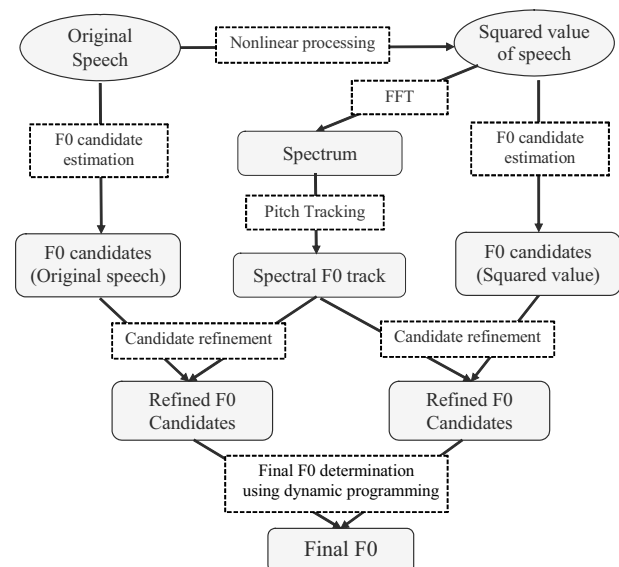 Original
Speech
Nonlinear processing
Squared value
of speech
FFT
F0 candidate
estimation
Spectrum
F0 candidate
estimation
Pitch Tracking
F0 candidates
(Original speech)
Spectral F0 track
F0 candidates
(Squared value)
Candidate refinement
Candidate refinement
Refined F0
Candidates
Refined F0
Candidates
Final F0 determination
using dynamic programming
Final F0